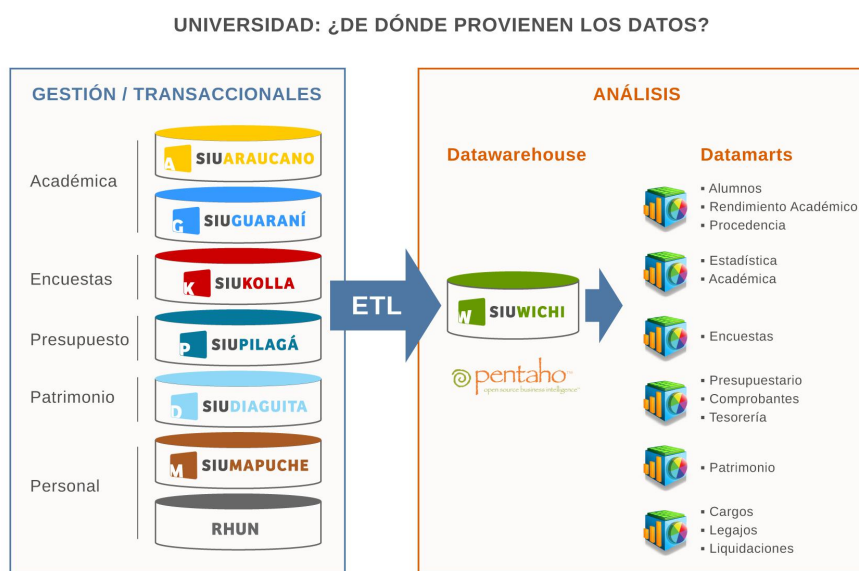 UNIVERSIDAD: ¿DE DÓNDE PROVIENEN LOS DATOS?
GESTIÓN / TRANSACCIONALES
Académica
A SIUARAUCANO
G SIUGUARANÍ
Encuestas
K SIUKOLLA
Presupuesto
P SIUPILAGÁ
Patrimonio
D SIUDIAGUITA
Personal
M SIUMAPUCHE
RHUN
ETL
ANÁLISIS
Datawarehouse
W SIUWICHI
pentaho™
open source business intelligence™
Datamarts
▪ Alumnos
▪ Rendimiento Académico
▪ Procedencia
▪ Estadística
▪ Académica
▪ Encuestas
▪ Presupuestario
▪ Comprobantes
▪ Tesorería
▪ Patrimonio
▪ Cargos
▪ Legajos
▪ Liquidaciones